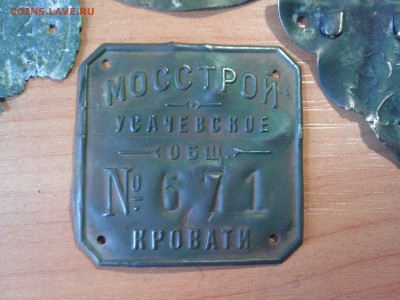 COINS.LAVE.RU
МОССТРОЙ
УСАЧЕВСКОЕ
ОБЩ.
№ 671
КРОВАТИ